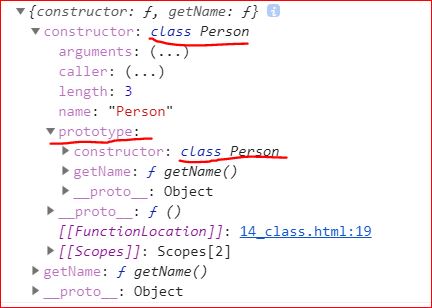 ▼{constructor: ƒ, getName: ƒ} i
▼constructor: class Person
arguments: (...)
caller: (...)
length: 3
name: "Person"
▼prototype:
▶constructor: class Person
▶getName: ƒ getName()
▶__proto__: Object
▶__proto__: ƒ ()
[[FunctionLocation]]: 14_class.html:19
▶[[Scopes]]: Scopes[2]
▶getName: ƒ getName()
▶__proto__: Object